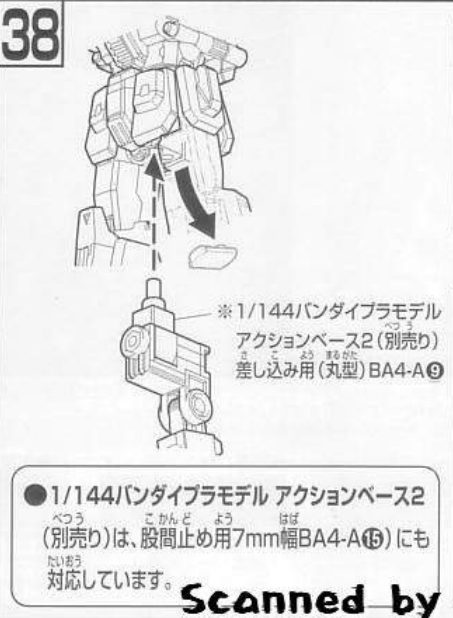 38
※1/144バンダイプラモデル
アクションベース2(別売り)
差し込み用(丸型)BA4-A❾
●1/144バンダイプラモデル アクションベース2
(別売り)は、股間止め用7mm幅BA4-A⓯)にも
対応しています。
Scanned by